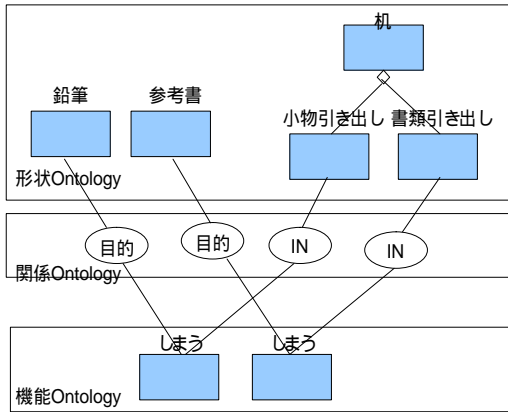 机
鉛筆
参考書
小物引き出し
書類引き出し
形状Ontology
目的
目的
IN
IN
関係Ontology
しまう
しまう
機能Ontology